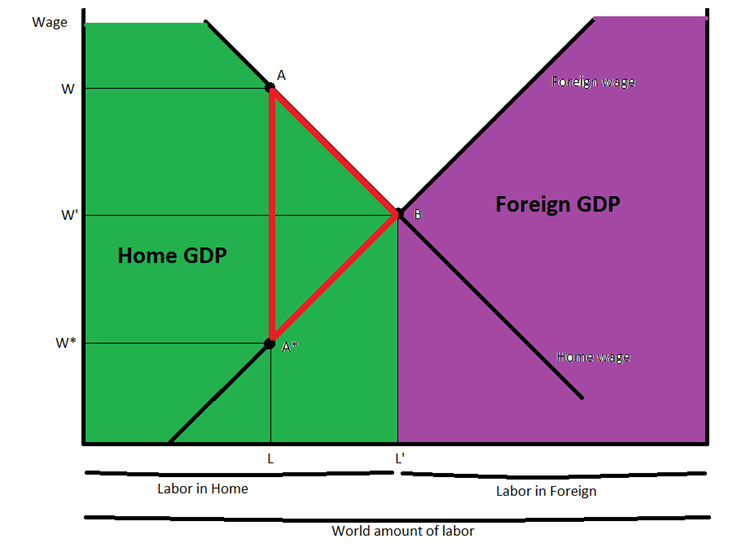 Wage
A
W
Foreign wage
Foreign GDP
W'
B
Home GDP
W*
A*
Home wage
L
L'
Labor in Home
Labor in Foreign
World amount of labor